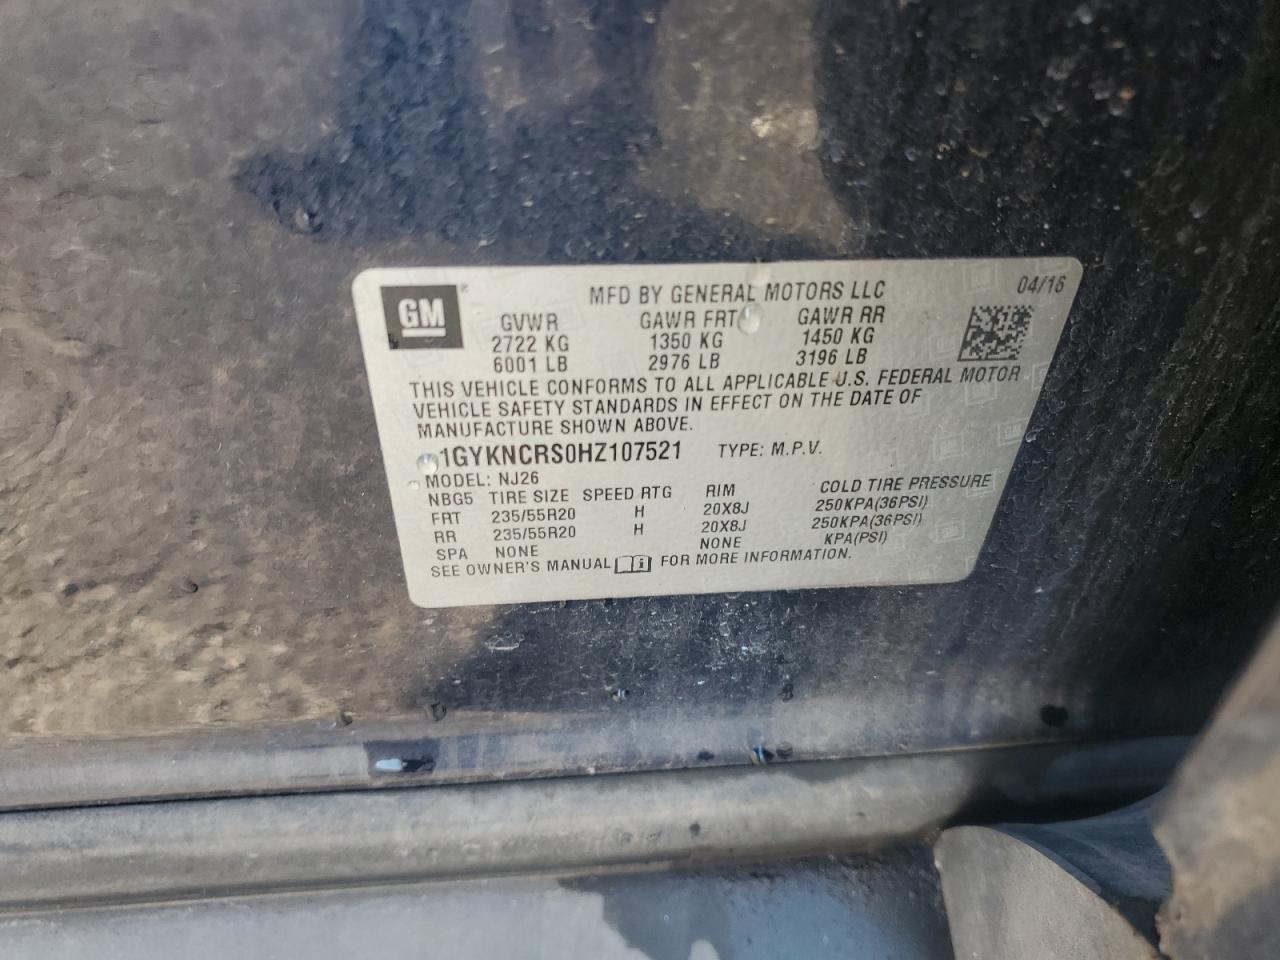 GM
MFD BY GENERAL MOTORS LLC 04/16
GVWR GAWR FRT GAWR RR
2722 KG 1350 KG 1450 KG
6001 LB 2976 LB 3196 LB
THIS VEHICLE CONFORMS TO ALL APPLICABLE U.S. FEDERAL MOTOR
VEHICLE SAFETY STANDARDS IN EFFECT ON THE DATE OF
MANUFACTURE SHOWN ABOVE.
1GYKNCRS0HZ107521 TYPE: M.P.V.
MODEL: NJ26
NBG5 TIRE SIZE SPEED RTG RIM COLD TIRE PRESSURE
FRT 235/55R20 H 20X8J 250KPA(36PSI)
RR 235/55R20 H 20X8J 250KPA(36PSI)
SPA NONE NONE KPA(PSI)
SEE OWNER'S MANUAL FOR MORE INFORMATION.